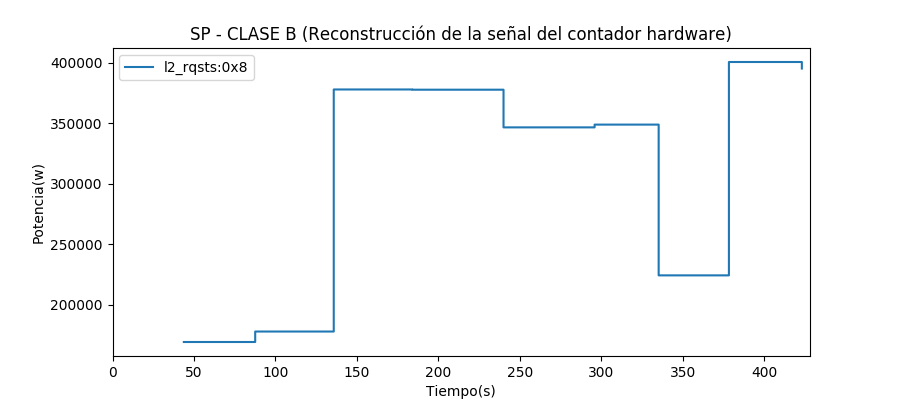 SP - CLASE B (Reconstrucción de la señal del contador hardware)
l2_rqsts:0x8
Potencia(w)
400000
350000
300000
250000
200000
0 50 100 150 200 250 300 350 400
Tiempo(s)